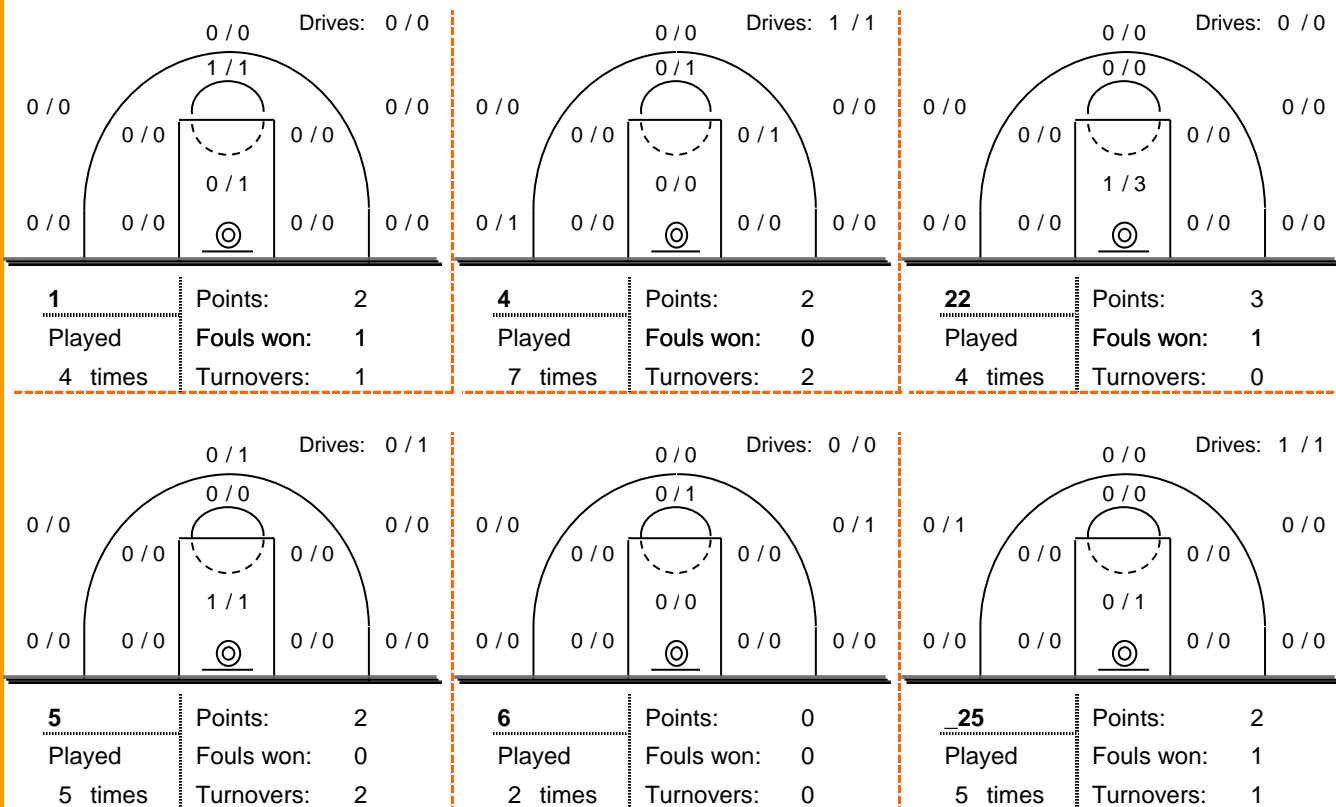 Drives: 0 / 0
0 / 0
1 / 1
0 / 0
0 / 0
0 / 0
0 / 0
0 / 1
0 / 0
0 / 0
0 / 0
0 / 0
1
Points: 2
Played
Fouls won: 1
4 times
Turnovers: 1
Drives: 1 / 1
0 / 0
0 / 1
0 / 0
0 / 0
0 / 0
0 / 1
0 / 0
0 / 1
0 / 0
0 / 0
0 / 0
4
Points: 2
Played
Fouls won: 0
7 times
Turnovers: 2
Drives: 0 / 0
0 / 0
0 / 0
0 / 0
0 / 0
0 / 0
0 / 0
1 / 3
0 / 0
0 / 0
0 / 0
0 / 0
22
Points: 3
Played
Fouls won: 1
4 times
Turnovers: 0
Drives: 0 / 1
0 / 1
0 / 0
0 / 0
0 / 0
0 / 0
0 / 0
1 / 1
0 / 0
0 / 0
0 / 0
0 / 0
5
Points: 2
Played
Fouls won: 0
5 times
Turnovers: 2
Drives: 0 / 0
0 / 0
0 / 1
0 / 0
0 / 1
0 / 0
0 / 0
0 / 0
0 / 0
0 / 0
0 / 0
0 / 0
6
Points: 0
Played
Fouls won: 0
2 times
Turnovers: 0
Drives: 1 / 1
0 / 0
0 / 0
0 / 1
0 / 0
0 / 0
0 / 0
0 / 1
0 / 0
0 / 0
0 / 0
0 / 0
_25
Points: 2
Played
Fouls won: 1
5 times
Turnovers: 1